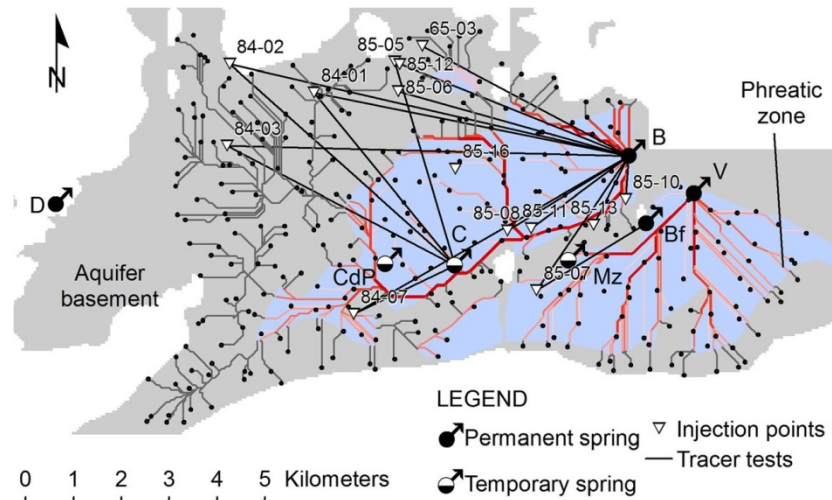 65-03
84-02
85-05
85-12
84-01
85-06
N
84-03
85-16
Phreatic
zone
B
V
85-10
D
85-08
85-11
85-13
C
Bf
CdP
Mz
Aquifer
basement
84-07
85-07
LEGEND
Permanent spring
Injection points
Temporary spring
Tracer tests
0 1 2 3 4 5 Kilometers